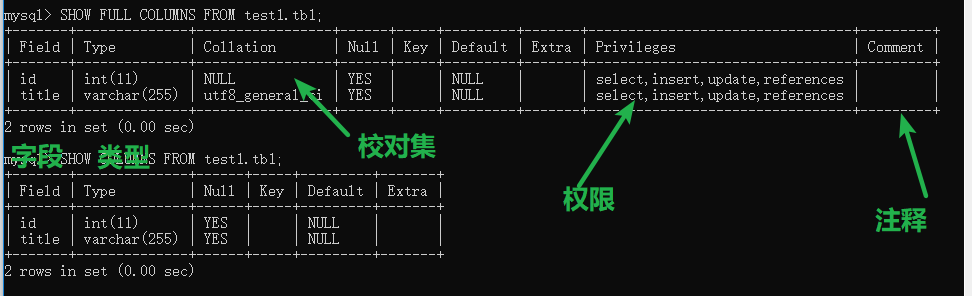 mysql> SHOW FULL COLUMNS FROM test1.tb1;
| Field | Type | Collation | Null | Key | Default | Extra | Privileges | Comment |
| id | int(11) | NULL | YES | | NULL | | select,insert,update,references | |
| title | varchar(255) | utf8_general_ci | YES | | NULL | | select,insert,update,references | |
2 rows in set (0.00 sec)
校对集
权限
注释
字段 类型
mysql> SHOW COLUMNS FROM test1.tb1;
| Field | Type | Null | Key | Default | Extra |
| id | int(11) | YES | | NULL | |
| title | varchar(255) | YES | | NULL | |
2 rows in set (0.00 sec)